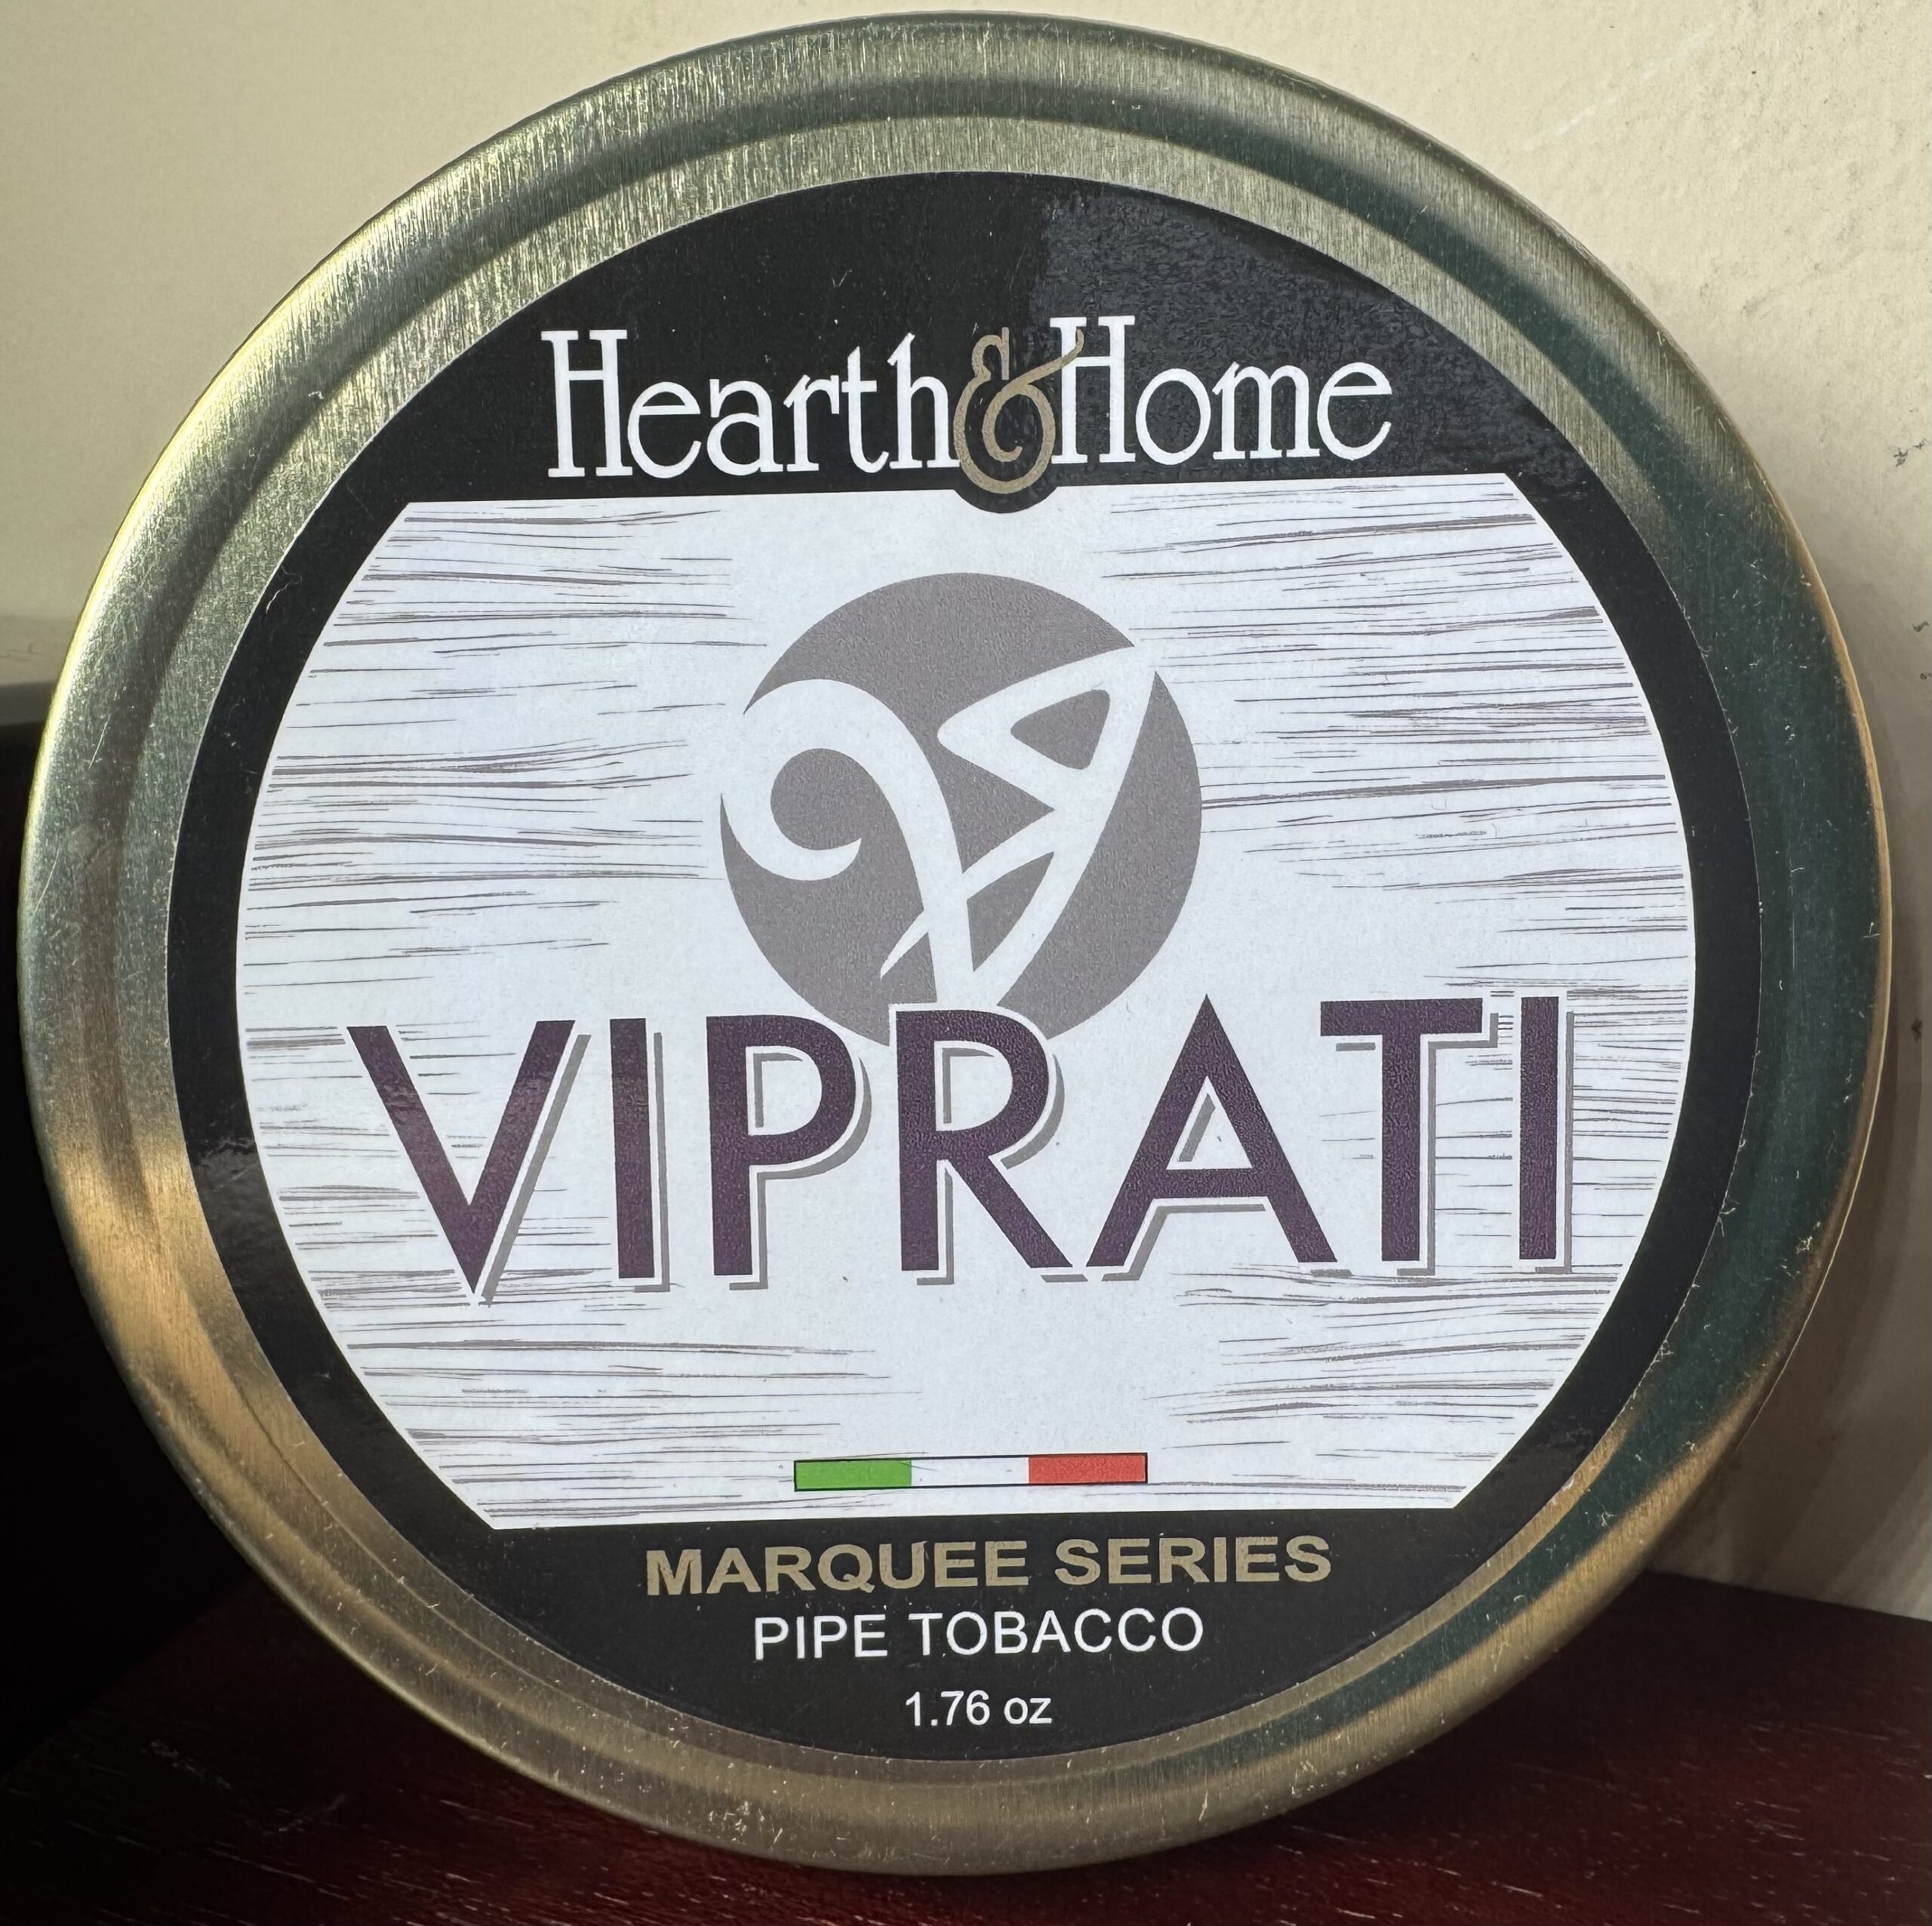 Hearth & Home
VIPRATI
MARQUEE SERIES
PIPE TOBACCO
1.76 oz